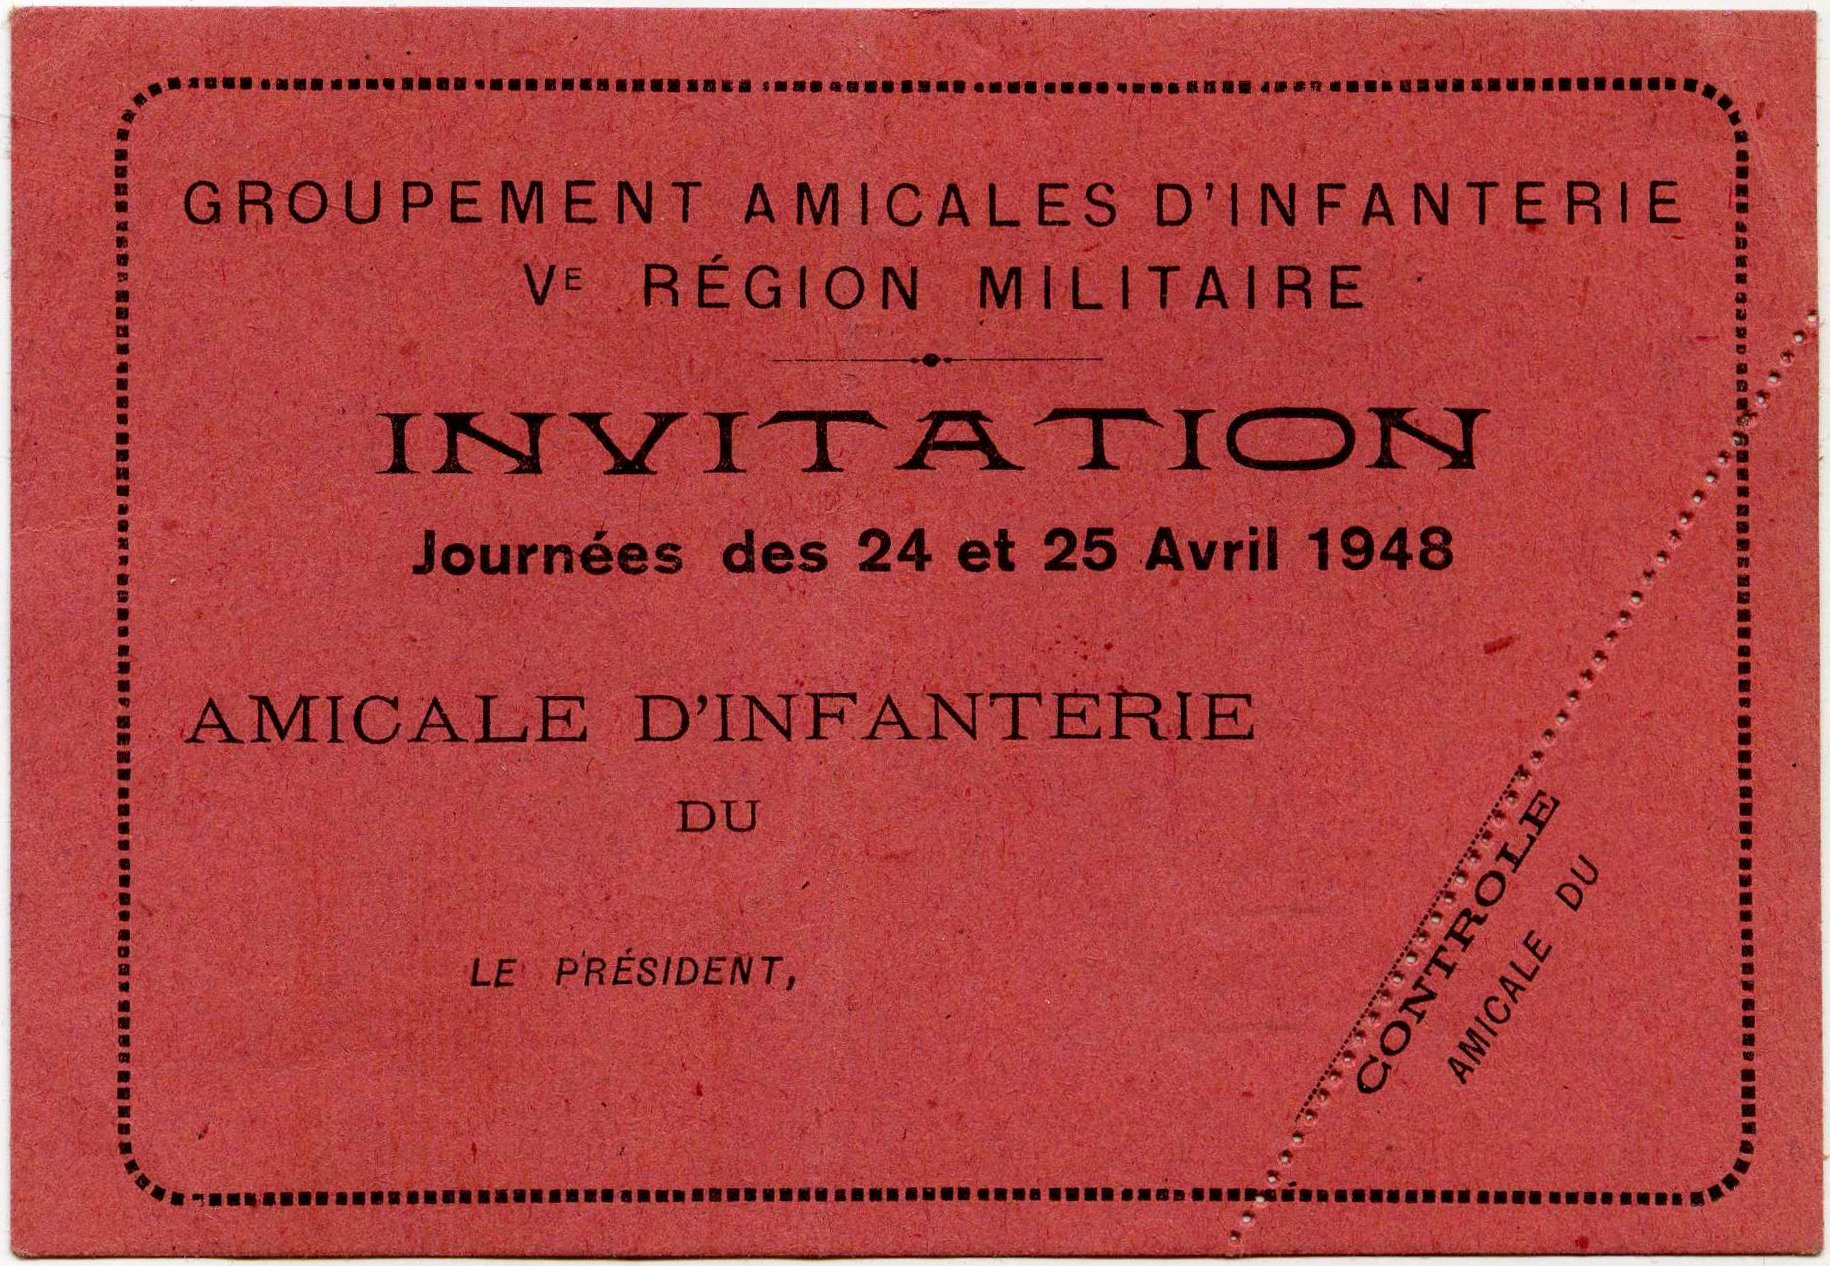 GROUPEMENT AMICALES D'INFANTERIE
VE RÉGION MILITAIRE
INVITATION
Journées des 24 et 25 Avril 1948
AMICALE D'INFANTERIE
DU
LE PRÉSIDENT,
CONTROLE
AMICALE DU